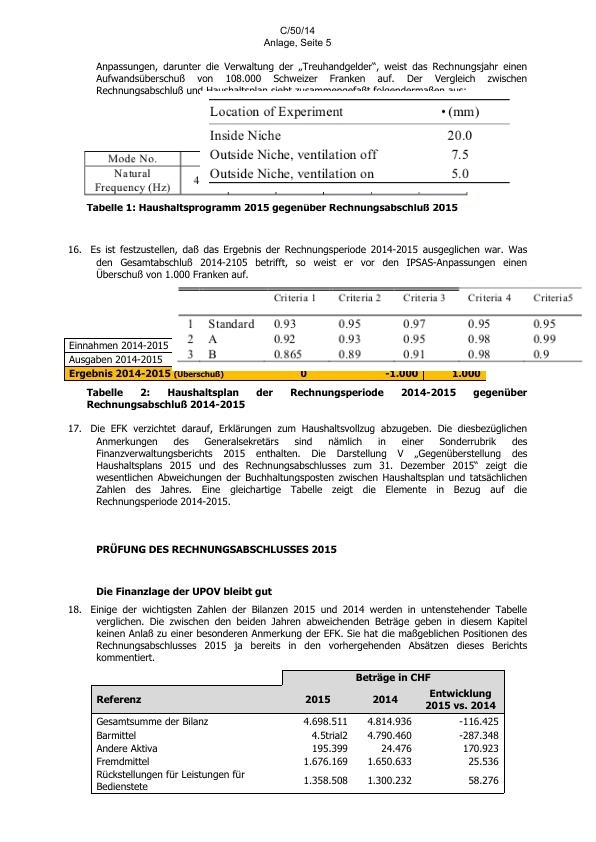 C/50/14
Anlage, Seite 5
Anpassungen, darunter die Verwaltung der „Treuhandgelder“, weist das Rechnungsjahr einen
Aufwandsüberschuß von 108.000 Schweizer Franken auf. Der Vergleich zwischen
Rechnungsabschluß und Haushaltsplan sieht zusammengefaßt folgendermaßen aus:
Location of Experiment • (mm)
Inside Niche 20.0
Outside Niche, ventilation off 7.5
Outside Niche, ventilation on 5.0
Mode No.
Natural
Frequency (Hz) 4
Tabelle 1: Haushaltsprogramm 2015 gegenüber Rechnungsabschluß 2015
16. Es ist festzustellen, daß das Ergebnis der Rechnungsperiode 2014-2015 ausgeglichen war. Was
den Gesamtabschluß 2014-2105 betrifft, so weist er vor den IPSAS-Anpassungen einen
Überschuß von 1.000 Franken auf.
Criteria 1 Criteria 2 Criteria 3 Criteria 4 Criteria5
1 Standard 0.93 0.95 0.97 0.95 0.95
2 A 0.92 0.93 0.95 0.98 0.99
3 B 0.865 0.89 0.91 0.98 0.9
Einnahmen 2014-2015
Ausgaben 2014-2015
Ergebnis 2014-2015 (Überschuß) 0 -1.000 1.000
Tabelle 2: Haushaltsplan der Rechnungsperiode 2014-2015 gegenüber
Rechnungsabschluß 2014-2015
17. Die EFK verzichtet darauf, Erklärungen zum Haushaltsvollzug abzugeben. Die diesbezüglichen
Anmerkungen des Generalsekretärs sind nämlich in einer Sonderrubrik des
Finanzverwaltungsberichts 2015 enthalten. Die Darstellung V „Gegenüberstellung des
Haushaltsplans 2015 und des Rechnungsabschlusses zum 31. Dezember 2015“ zeigt die
wesentlichen Abweichungen der Buchhaltungsposten zwischen Haushaltsplan und tatsächlichen
Zahlen des Jahres. Eine gleichartige Tabelle zeigt die Elemente in Bezug auf die
Rechnungsperiode 2014-2015.
PRÜFUNG DES RECHNUNGSABSCHLUSSES 2015
Die Finanzlage der UPOV bleibt gut
18. Einige der wichtigsten Zahlen der Bilanzen 2015 und 2014 werden in untenstehender Tabelle
verglichen. Die zwischen den beiden Jahren abweichenden Beträge geben in diesem Kapitel
keinen Anlaß zu einer besonderen Anmerkung der EFK. Sie hat die maßgeblichen Positionen des
Rechnungsabschlusses 2015 ja bereits in den vorhergehenden Absätzen dieses Berichts
kommentiert.
Beträge in CHF
Referenz 2015 2014 Entwicklung
2015 vs. 2014
Gesamtsumme der Bilanz 4.698.511 4.814.936 -116.425
Barmittel 4.5trial2 4.790.460 -287.348
Andere Aktiva 195.399 24.476 170.923
Fremdmittel 1.676.169 1.650.633 25.536
Rückstellungen für Leistungen für
Bedienstete 1.358.508 1.300.232 58.276